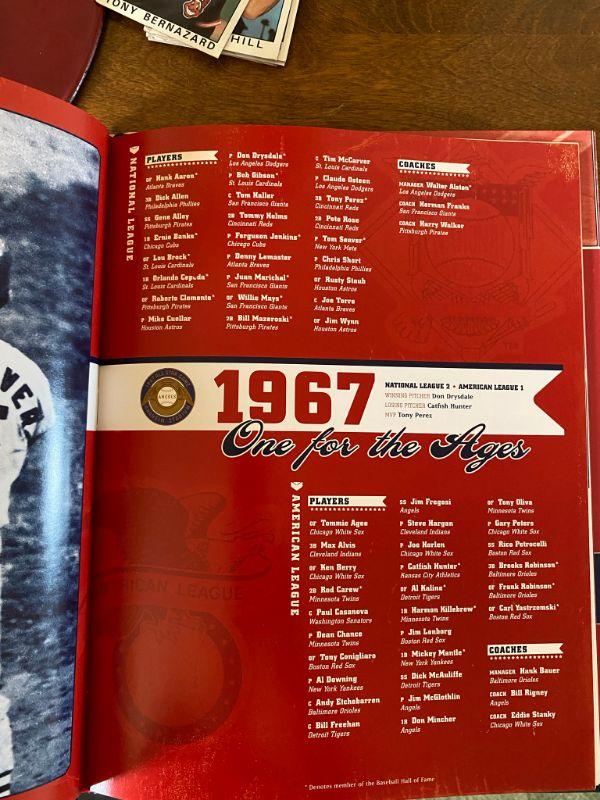 TONY BERNAZARD
HILL
VER
NATIONAL LEAGUE
PLAYERS
OF Hank Aaron*
Atlanta Braves
3B Dick Allen
Philadelphia Phillies
SS Gene Alley
Pittsburgh Pirates
1B Ernie Banks*
Chicago Cubs
OF Lou Brock*
St. Louis Cardinals
1B Orlando Cepeda*
St. Louis Cardinals
OF Roberto Clemente*
Pittsburgh Pirates
P Mike Cuellar
Houston Astros
P Don Drysdale*
Los Angeles Dodgers
P Bob Gibson*
St. Louis Cardinals
C Tom Haller
San Francisco Giants
2B Tommy Helms
Cincinnati Reds
P Ferguson Jenkins*
Chicago Cubs
P Denny Lemaster
Atlanta Braves
P Juan Marichal*
San Francisco Giants
OF Willie Mays*
San Francisco Giants
2B Bill Mazeroski*
Pittsburgh Pirates
C Tim McCarver
St. Louis Cardinals
P Claude Osteen
Los Angeles Dodgers
3B Tony Perez*
Cincinnati Reds
2B Pete Rose
Cincinnati Reds
P Tom Seaver*
New York Mets
P Chris Short
Philadelphia Phillies
OF Rusty Staub
Houston Astros
C Joe Torre
Atlanta Braves
OF Jim Wynn
Houston Astros
COACHES
MANAGER Walter Alston*
Los Angeles Dodgers
COACH Herman Franks
San Francisco Giants
COACH Harry Walker
Pittsburgh Pirates
ANGELS
1967
NATIONAL LEAGUE 2 • AMERICAN LEAGUE 1
WINNING PITCHER Don Drysdale
LOSING PITCHER Catfish Hunter
MVP Tony Perez
One for the Ages
AMERICAN LEAGUE
AMERICAN LEAGUE
PLAYERS
OF Tommie Agee
Chicago White Sox
3B Max Alvis
Cleveland Indians
OF Ken Berry
Chicago White Sox
2B Rod Carew*
Minnesota Twins
C Paul Casanova
Washington Senators
P Dean Chance
Minnesota Twins
OF Tony Conigliaro
Boston Red Sox
P Al Downing
New York Yankees
C Andy Etchebarren
Baltimore Orioles
C Bill Freehan
Detroit Tigers
SS Jim Fregosi
Angels
P Steve Hargan
Cleveland Indians
P Joe Horlen
Chicago White Sox
P Catfish Hunter*
Kansas City Athletics
OF Al Kaline*
Detroit Tigers
1B Harmon Killebrew*
Minnesota Twins
P Jim Lonborg
Boston Red Sox
1B Mickey Mantle*
New York Yankees
SS Dick McAuliffe
Detroit Tigers
P Jim McGlothlin
Angels
1B Don Mincher
Angels
OF Tony Oliva
Minnesota Twins
P Gary Peters
Chicago White Sox
SS Rico Petrocelli
Boston Red Sox
3B Brooks Robinson*
Baltimore Orioles
OF Frank Robinson*
Baltimore Orioles
OF Carl Yastrzemski*
Boston Red Sox
COACHES
MANAGER Hank Bauer
Baltimore Orioles
COACH Bill Rigney
Angels
COACH Eddie Stanky
Chicago White Sox
* Denotes member of the Baseball Hall of Fame